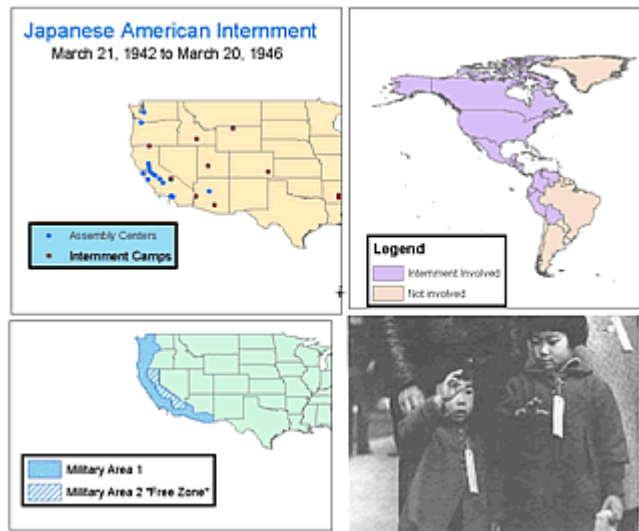 Japanese American Internment
March 21, 1942 to March 20, 1946
Assembly Centers
Internment Camps
Legend
Internment Involved
Not involved
Military Area 1
Military Area 2 "Free Zone"